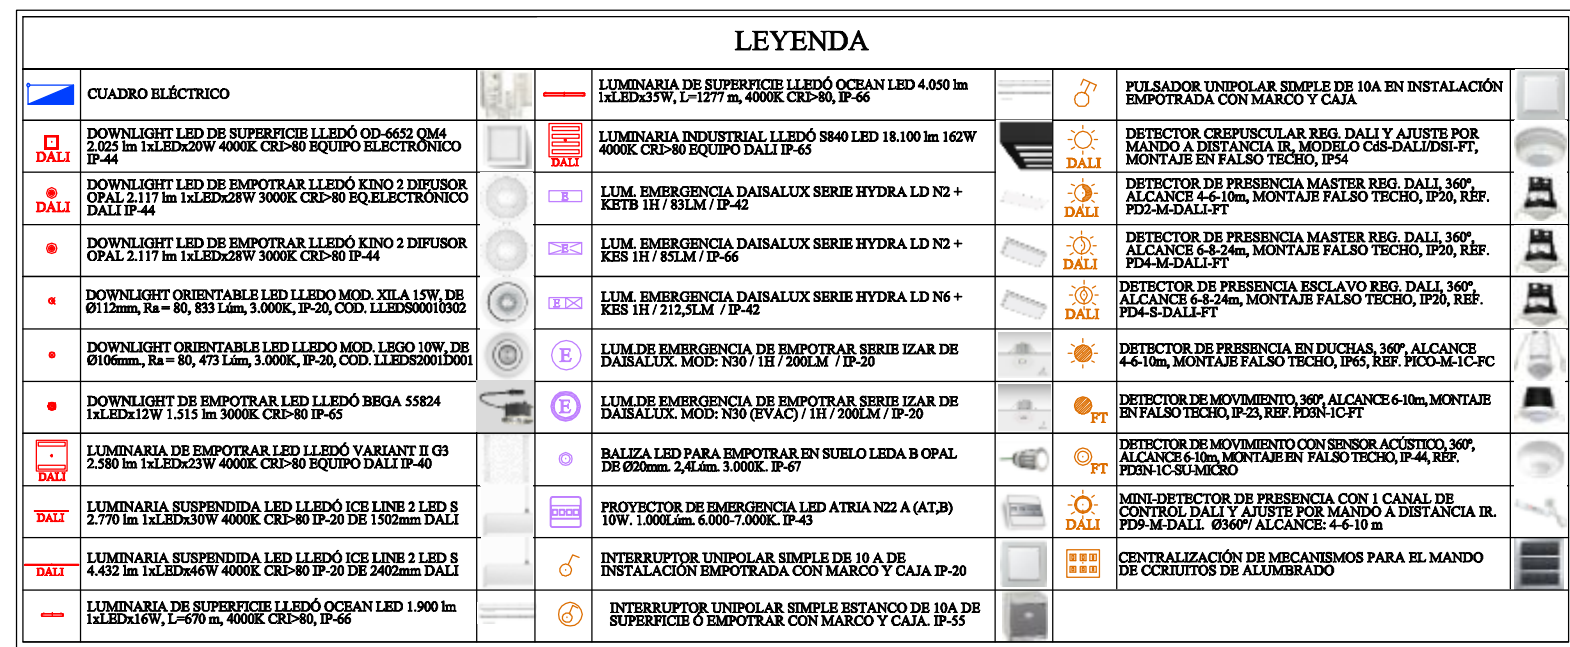 LEYENDA
CUADRO ELÉCTRICO
DALI
DOWNLIGHT LED DE SUPERFICIE LLEDÓ OD-6652 QM4
2.025 lm 1xLEDx20W 4000K CRI>80 EQUIPO ELECTRÓNICO
IP-44
DALI
DOWNLIGHT LED DE EMPOTRAR LLEDÓ KINO 2 DIFUSOR
OPAL 2.117 lm 1xLEDx28W 3000K CRI>80 EQ.ELECTRÓNICO
DALI IP-44
DOWNLIGHT LED DE EMPOTRAR LLEDÓ KINO 2 DIFUSOR
OPAL 2.117 lm 1xLEDx28W 3000K CRI>80 IP-44
DOWNLIGHT ORIENTABLE LED LLEDO MOD. XILA 15W, DE
Ø112mm, Ra = 80, 833 Lúm, 3.000K, IP-20, COD. LLEDS00010302
DOWNLIGHT ORIENTABLE LED LLEDO MOD. LEGO 10W, DE
Ø106mm., Ra = 80, 473 Lúm, 3.000K, IP-20, COD. LLEDS2001D001
DOWNLIGHT DE EMPOTRAR LED LLEDÓ BEGA 55824
1xLEDx12W 1.515 lm 3000K CRI>80 IP-65
DALI
LUMINARIA DE EMPOTRAR LED LLEDÓ VARIANT II G3
2.580 lm 1xLEDx23W 4000K CRI>80 EQUIPO DALI IP-40
DALI
LUMINARIA SUSPENDIDA LED LLEDÓ ICE LINE 2 LED S
2.770 lm 1xLEDx30W 4000K CRI>80 IP-20 DE 1502mm DALI
DALI
LUMINARIA SUSPENDIDA LED LLEDÓ ICE LINE 2 LED S
4.432 lm 1xLEDx46W 4000K CRI>80 IP-20 DE 2402mm DALI
LUMINARIA DE SUPERFICIE LLEDÓ OCEAN LED 1.900 lm
1xLEDx16W, L=670 m, 4000K CRI>80, IP-66
LUMINARIA DE SUPERFICIE LLEDÓ OCEAN LED 4.050 lm
1xLEDx35W, L=1277 m, 4000K CRI>80, IP-66
DALI
LUMINARIA INDUSTRIAL LLEDÓ S840 LED 18.100 lm 162W
4000K CRI>80 EQUIPO DALI IP-65
E
LUM. EMERGENCIA DAISALUX SERIE HYDRA LD N2 +
KETB 1H / 83LM / IP-42
E
LUM. EMERGENCIA DAISALUX SERIE HYDRA LD N2 +
KES 1H / 85LM / IP-66
E
LUM. EMERGENCIA DAISALUX SERIE HYDRA LD N6 +
KES 1H / 212,5LM / IP-42
E
LUM.DE EMERGENCIA DE EMPOTRAR SERIE IZAR DE
DAISALUX. MOD: N30 / 1H / 200LM / IP-20
E
LUM.DE EMERGENCIA DE EMPOTRAR SERIE IZAR DE
DAISALUX. MOD: N30 (EVAC) / 1H / 200LM / IP-20
BALIZA LED PARA EMPOTRAR EN SUELO LEDA B OPAL
DE Ø20mm. 2,4Lúm. 3.000K. IP-67
PROYECTOR DE EMERGENCIA LED ATRIA N22 A (AT,B)
10W. 1.000Lúm. 6.000-7.000K. IP-43
INTERRUPTOR UNIPOLAR SIMPLE DE 10 A DE
INSTALACIÓN EMPOTRADA CON MARCO Y CAJA IP-20
INTERRUPTOR UNIPOLAR SIMPLE ESTANCO DE 10A DE
SUPERFICIE Ó EMPOTRAR CON MARCO Y CAJA. IP-55
PULSADOR UNIPOLAR SIMPLE DE 10A EN INSTALACIÓN
EMPOTRADA CON MARCO Y CAJA
DALI
DETECTOR CREPUSCULAR REG. DALI Y AJUSTE POR
MANDO A DISTANCIA IR, MODELO CdS-DALI/DSI-FT,
MONTAJE EN FALSO TECHO, IP54
DALI
DETECTOR DE PRESENCIA MASTER REG. DALI, 360º,
ALCANCE 4-6-10m, MONTAJE FALSO TECHO, IP20, REF.
PD2-M-DALI-FT
DALI
DETECTOR DE PRESENCIA MASTER REG. DALI, 360º,
ALCANCE 6-8-24m, MONTAJE FALSO TECHO, IP20, REF.
PD4-M-DALI-FT
DALI
DETECTOR DE PRESENCIA ESCLAVO REG. DALI, 360º,
ALCANCE 6-8-24m, MONTAJE FALSO TECHO, IP20, REF.
PD4-S-DALI-FT
DETECTOR DE PRESENCIA EN DUCHAS, 360º, ALCANCE
4-6-10m, MONTAJE FALSO TECHO, IP65, REF. PICO-M-1C-FC
FT
DETECTOR DE MOVIMIENTO, 360º, ALCANCE 6-10m, MONTAJE
EN FALSO TECHO, IP-23, REF. PD3N-1C-FT
FT
DETECTOR DE MOVIMIENTO CON SENSOR ACÚSTICO, 360º,
ALCANCE 6-10m, MONTAJE EN FALSO TECHO, IP-44, REF.
PD3N-1C-SU-MICRO
DALI
MINI-DETECTOR DE PRESENCIA CON 1 CANAL DE
CONTROL DALI Y AJUSTE POR MANDO A DISTANCIA IR.
PD9-M-DALI. Ø360º/ ALCANCE: 4-6-10 m
CENTRALIZACIÓN DE MECANISMOS PARA EL MANDO
DE CCRIUITOS DE ALUMBRADO